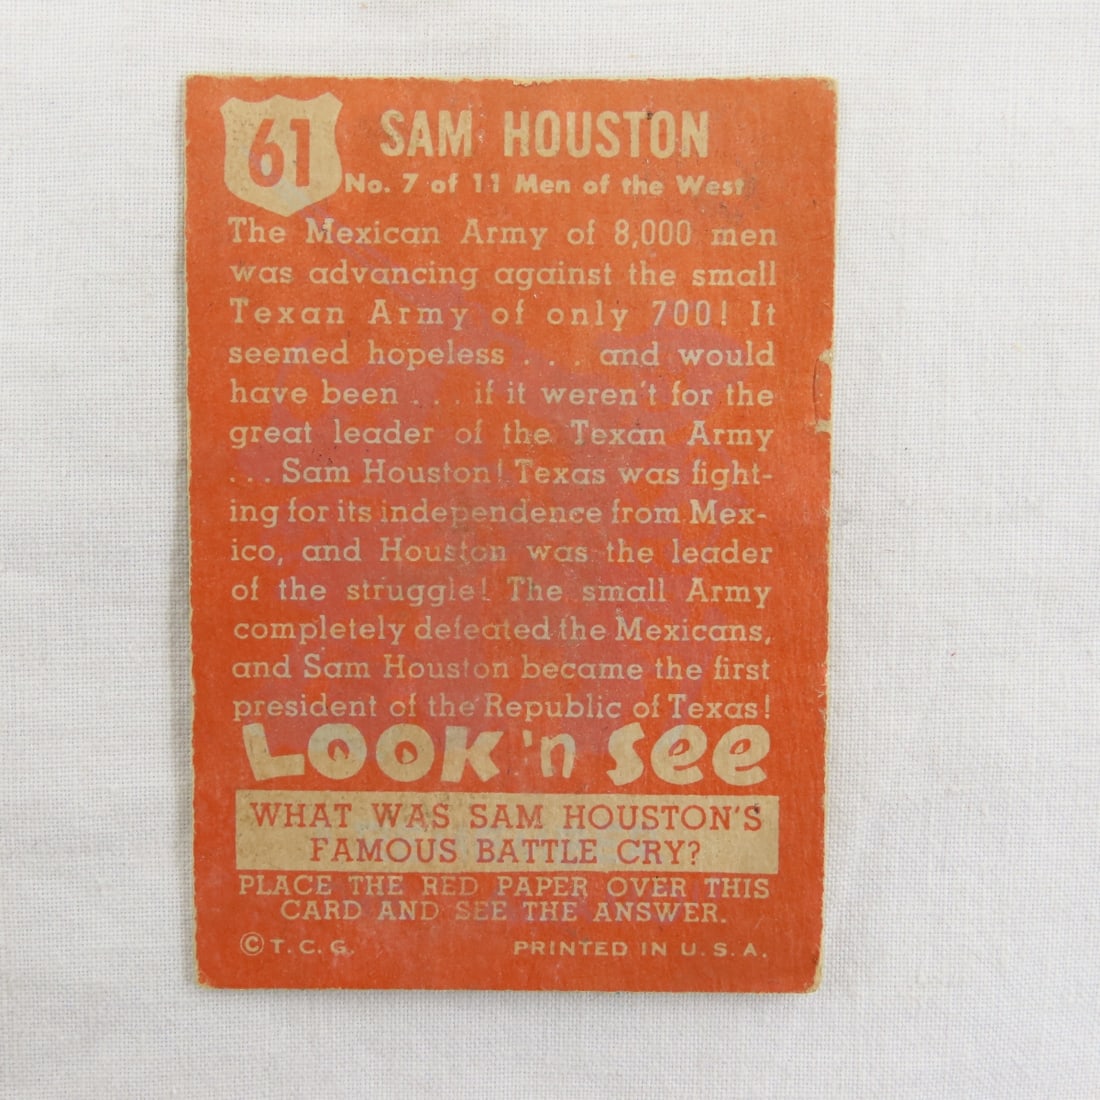 61
SAM HOUSTON
No. 7 of 11 Men of the West
The Mexican Army of 8,000 men
was advancing against the small
Texan Army of only 700! It
seemed hopeless . . . and would
have been . . . if it weren't for the
great leader of the Texan Army
. . . Sam Houston! Texas was fight-
ing for its independence from Mex-
ico, and Houston was the leader
of the struggle! The small Army
completely defeated the Mexicans,
and Sam Houston became the first
president of the Republic of Texas!
LOOK 'n SEE
WHAT WAS SAM HOUSTON'S
FAMOUS BATTLE CRY?
PLACE THE RED PAPER OVER THIS
CARD AND SEE THE ANSWER.
© T. C. G. PRINTED IN U. S. A.